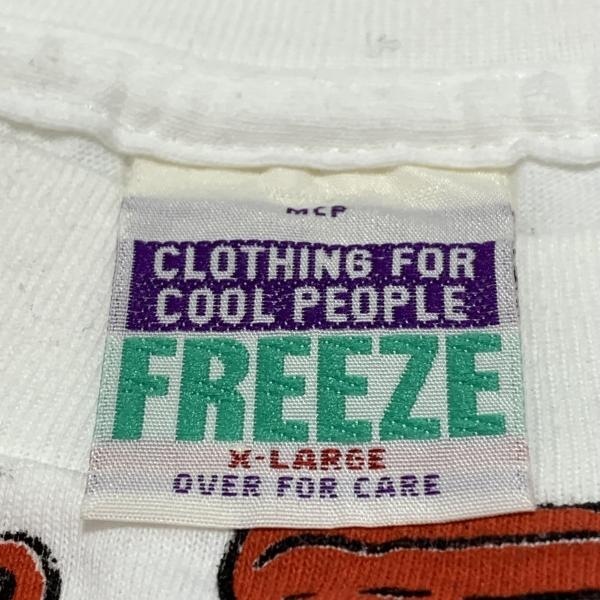 MCP
CLOTHING FOR
COOL PEOPLE
FREEZE
X-LARGE
OVER FOR CARE